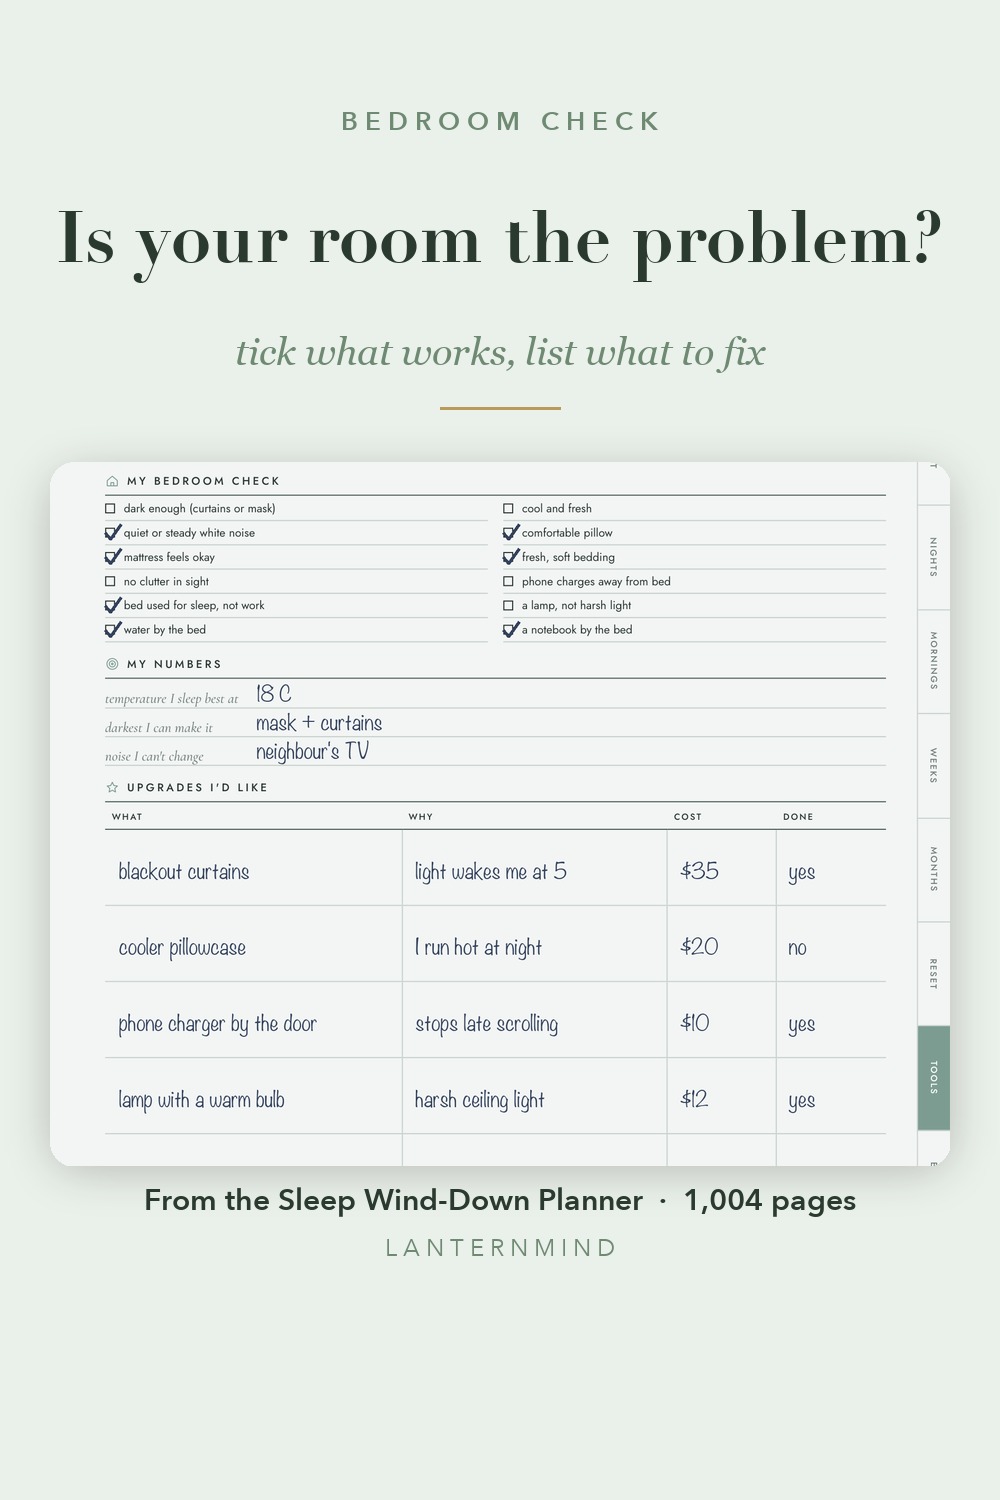 BEDROOM CHECK
Is your room the problem?
tick what works, list what to fix
MY BEDROOM CHECK
dark enough (curtains or mask)
quiet or steady white noise
mattress feels okay
no clutter in sight
bed used for sleep, not work
water by the bed
cool and fresh
comfortable pillow
fresh, soft bedding
phone charges away from bed
a lamp, not harsh light
a notebook by the bed
MY NUMBERS
temperature I sleep best at 18 C
darkest I can make it mask + curtains
noise I can't change neighbour's TV
UPGRADES I'D LIKE
WHAT WHY COST DONE
blackout curtains light wakes me at 5 $35 yes
cooler pillowcase I run hot at night $20 no
phone charger by the door stops late scrolling $10 yes
lamp with a warm bulb harsh ceiling light $12 yes
NIGHTS
MORNINGS
WEEKS
MONTHS
RESET
TOOLS
From the Sleep Wind-Down Planner · 1,004 pages
LANTERNMIND